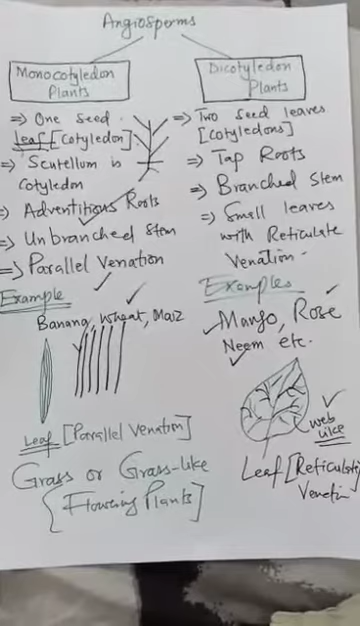 Angiosperms
Monocotyledon
Plants
⇒ One Seed
leaf [cotyledon]
⇒ Scutellum is
cotyledon
⇒ Adventitious Roots
⇒ Unbranched Stem
⇒ Parallel Venation
Example
Banana, Wheat, Maiz
Leaf [Parallel Venation]
Grass or Grass-like
{Flowering Plants]
Dicotyledon
Plants
⇒ Two Seed leaves
[cotyledons]
⇒ Tap Roots
⇒ Branched Stem
⇒ Small leaves
with Reticulate
Venation
Examples
Mango, Rose
Neem etc.
web
like
Leaf [Reticulate